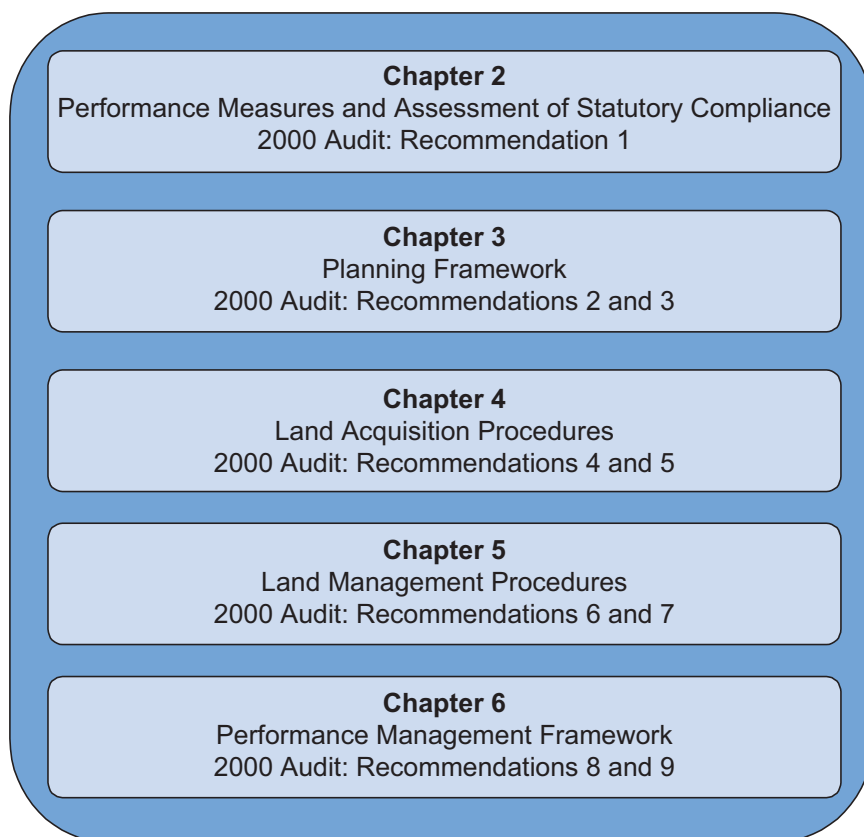 Chapter 2
Performance Measures and Assessment of Statutory Compliance
2000 Audit: Recommendation 1
Chapter 3
Planning Framework
2000 Audit: Recommendations 2 and 3
Chapter 4
Land Acquisition Procedures
2000 Audit: Recommendations 4 and 5
Chapter 5
Land Management Procedures
2000 Audit: Recommendations 6 and 7
Chapter 6
Performance Management Framework
2000 Audit: Recommendations 8 and 9